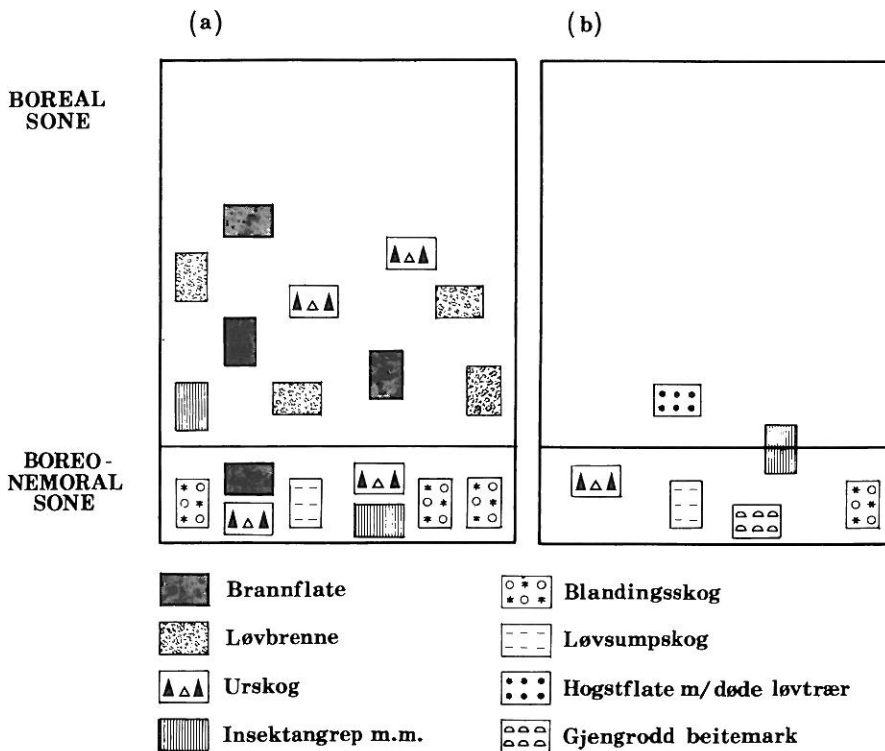 (a)
(b)
BOREAL
SONE
BOREO-
NEMORAL
SONE
Brannflate
Løvbrenne
Urskog
Insektangrep m.m.
Blandingsskog
Løvsumpskog
Hogstflate m/døde løvtrær
Gjengrodd beitemark